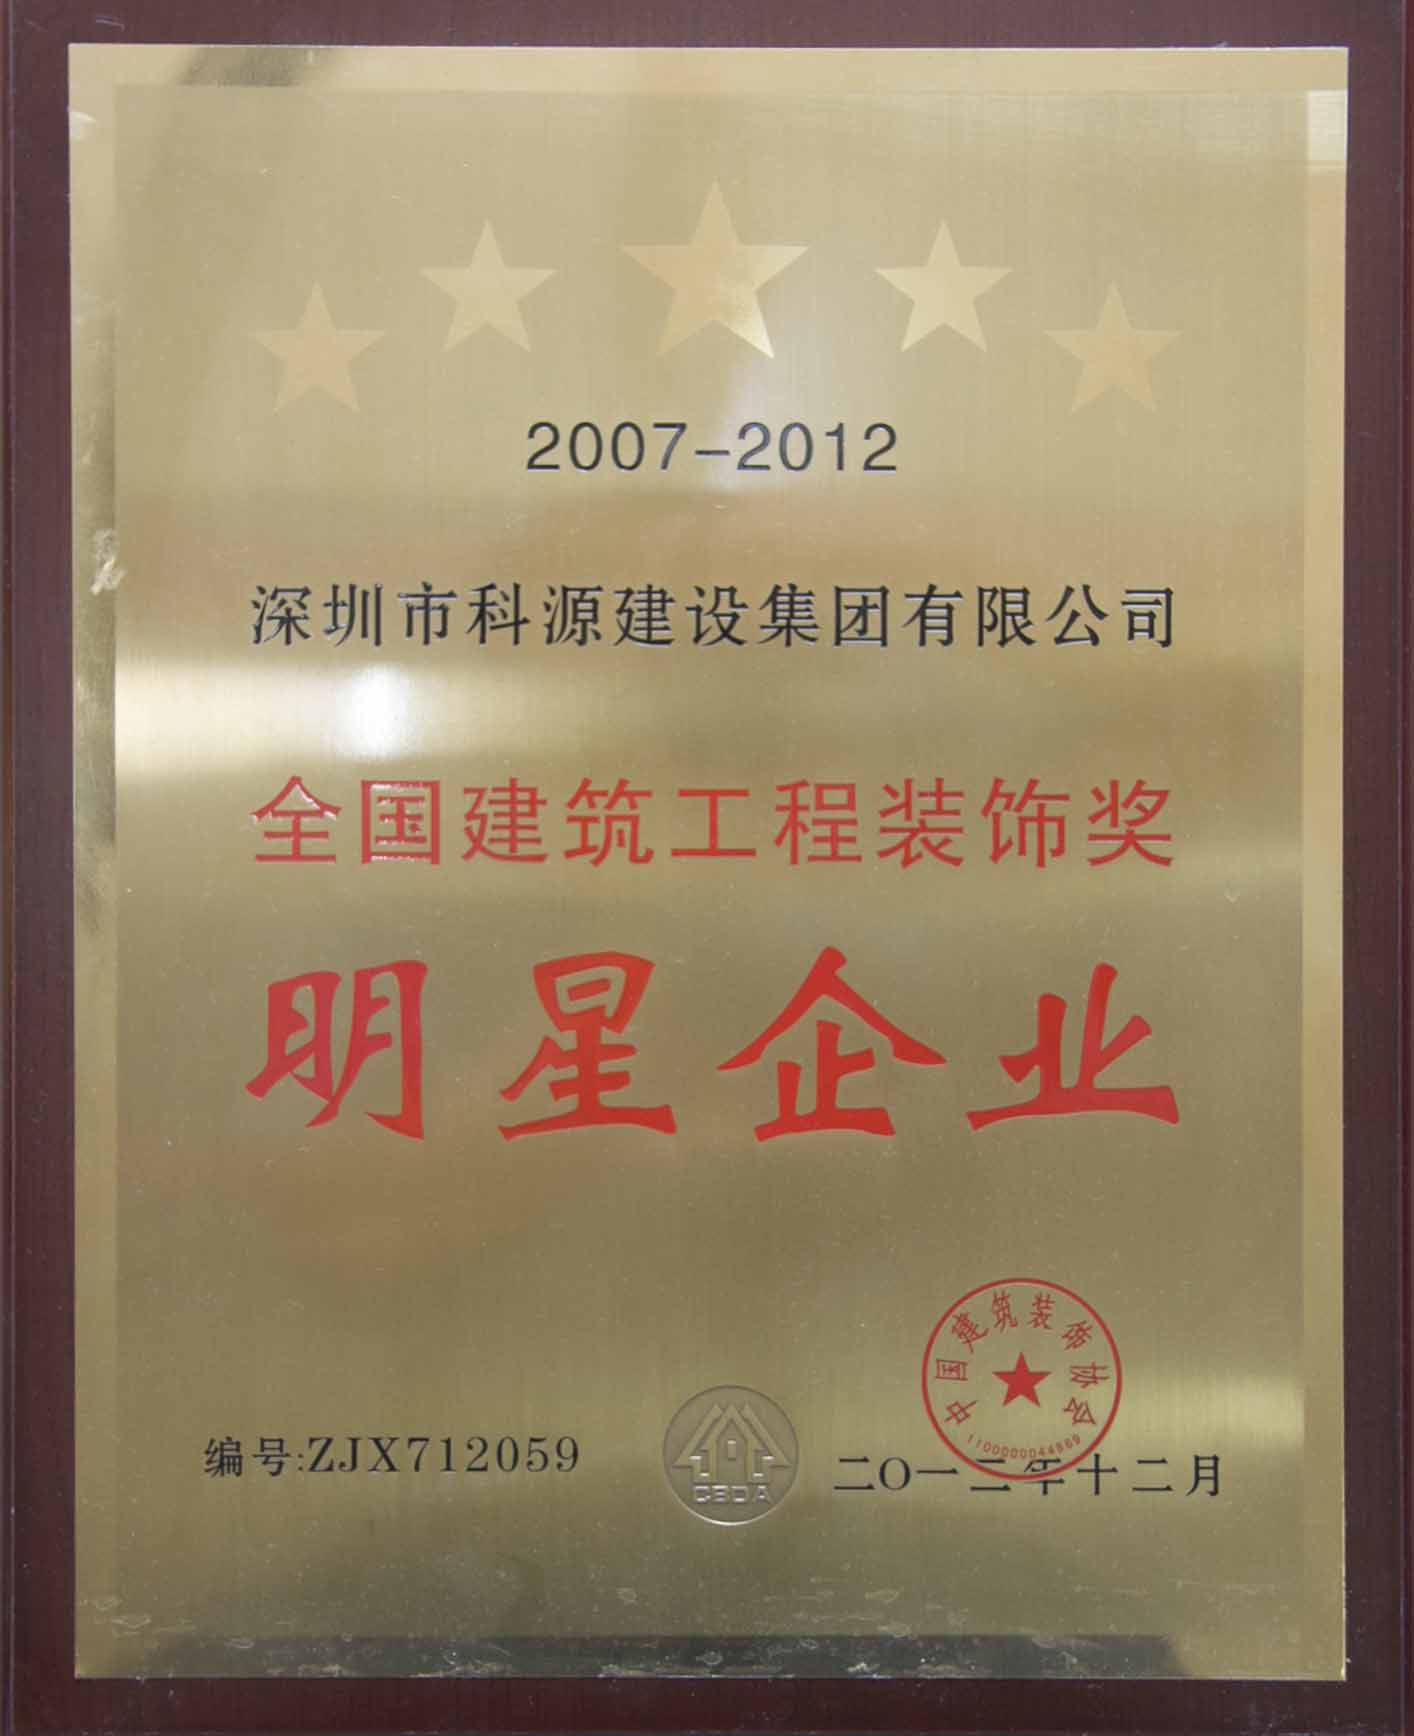 2007-2012
深圳市科源建设集团有限公司
全国建筑工程装饰奖
明星企业
中国建筑装饰协会
1100000044869
编号:ZJX712059
CBDA
二〇一二年十二月